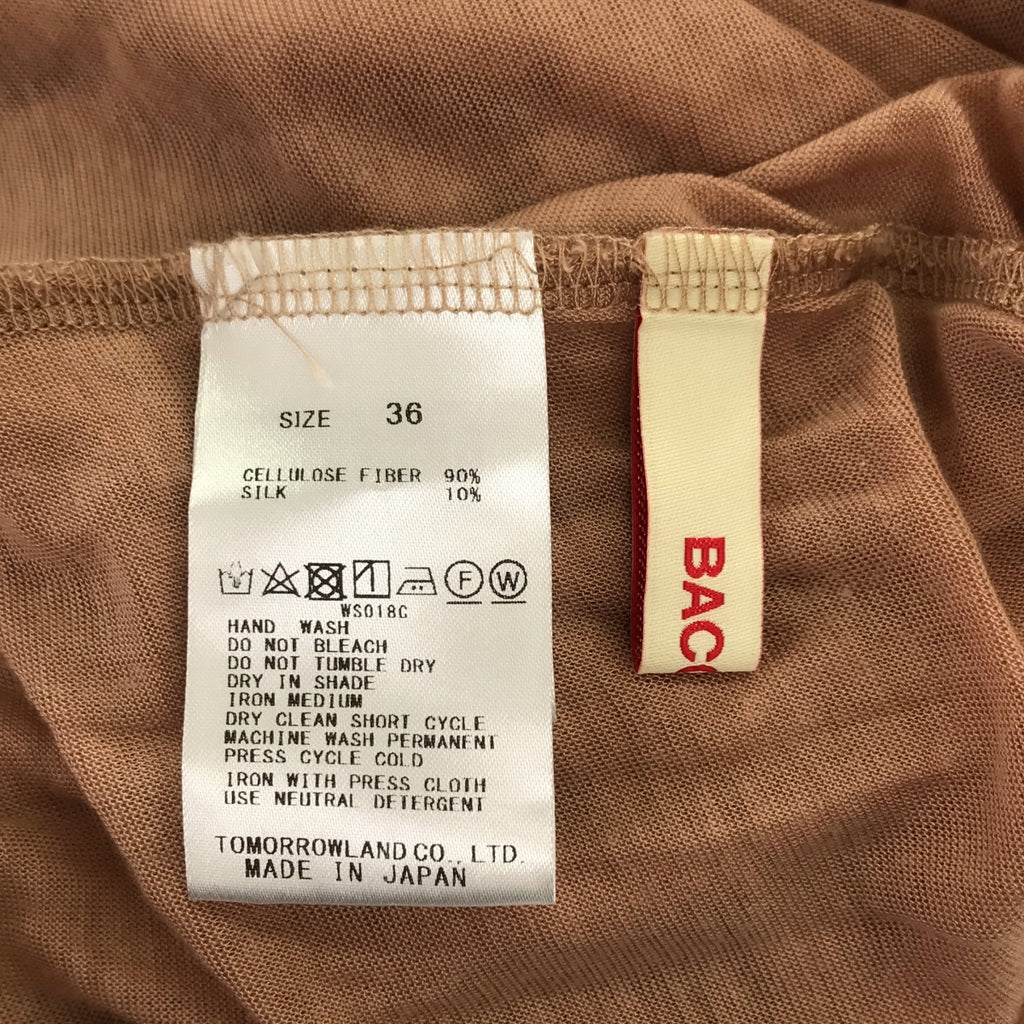 SIZE 36
CELLULOSE FIBER 90%
SILK 10%
F W
WS018G
HAND WASH
DO NOT BLEACH
DO NOT TUMBLE DRY
DRY IN SHADE
IRON MEDIUM
DRY CLEAN SHORT CYCLE
MACHINE WASH PERMANENT
PRESS CYCLE COLD
IRON WITH PRESS CLOTH
USE NEUTRAL DETERGENT
TOMORROWLAND CO., LTD.
MADE IN JAPAN
BAC